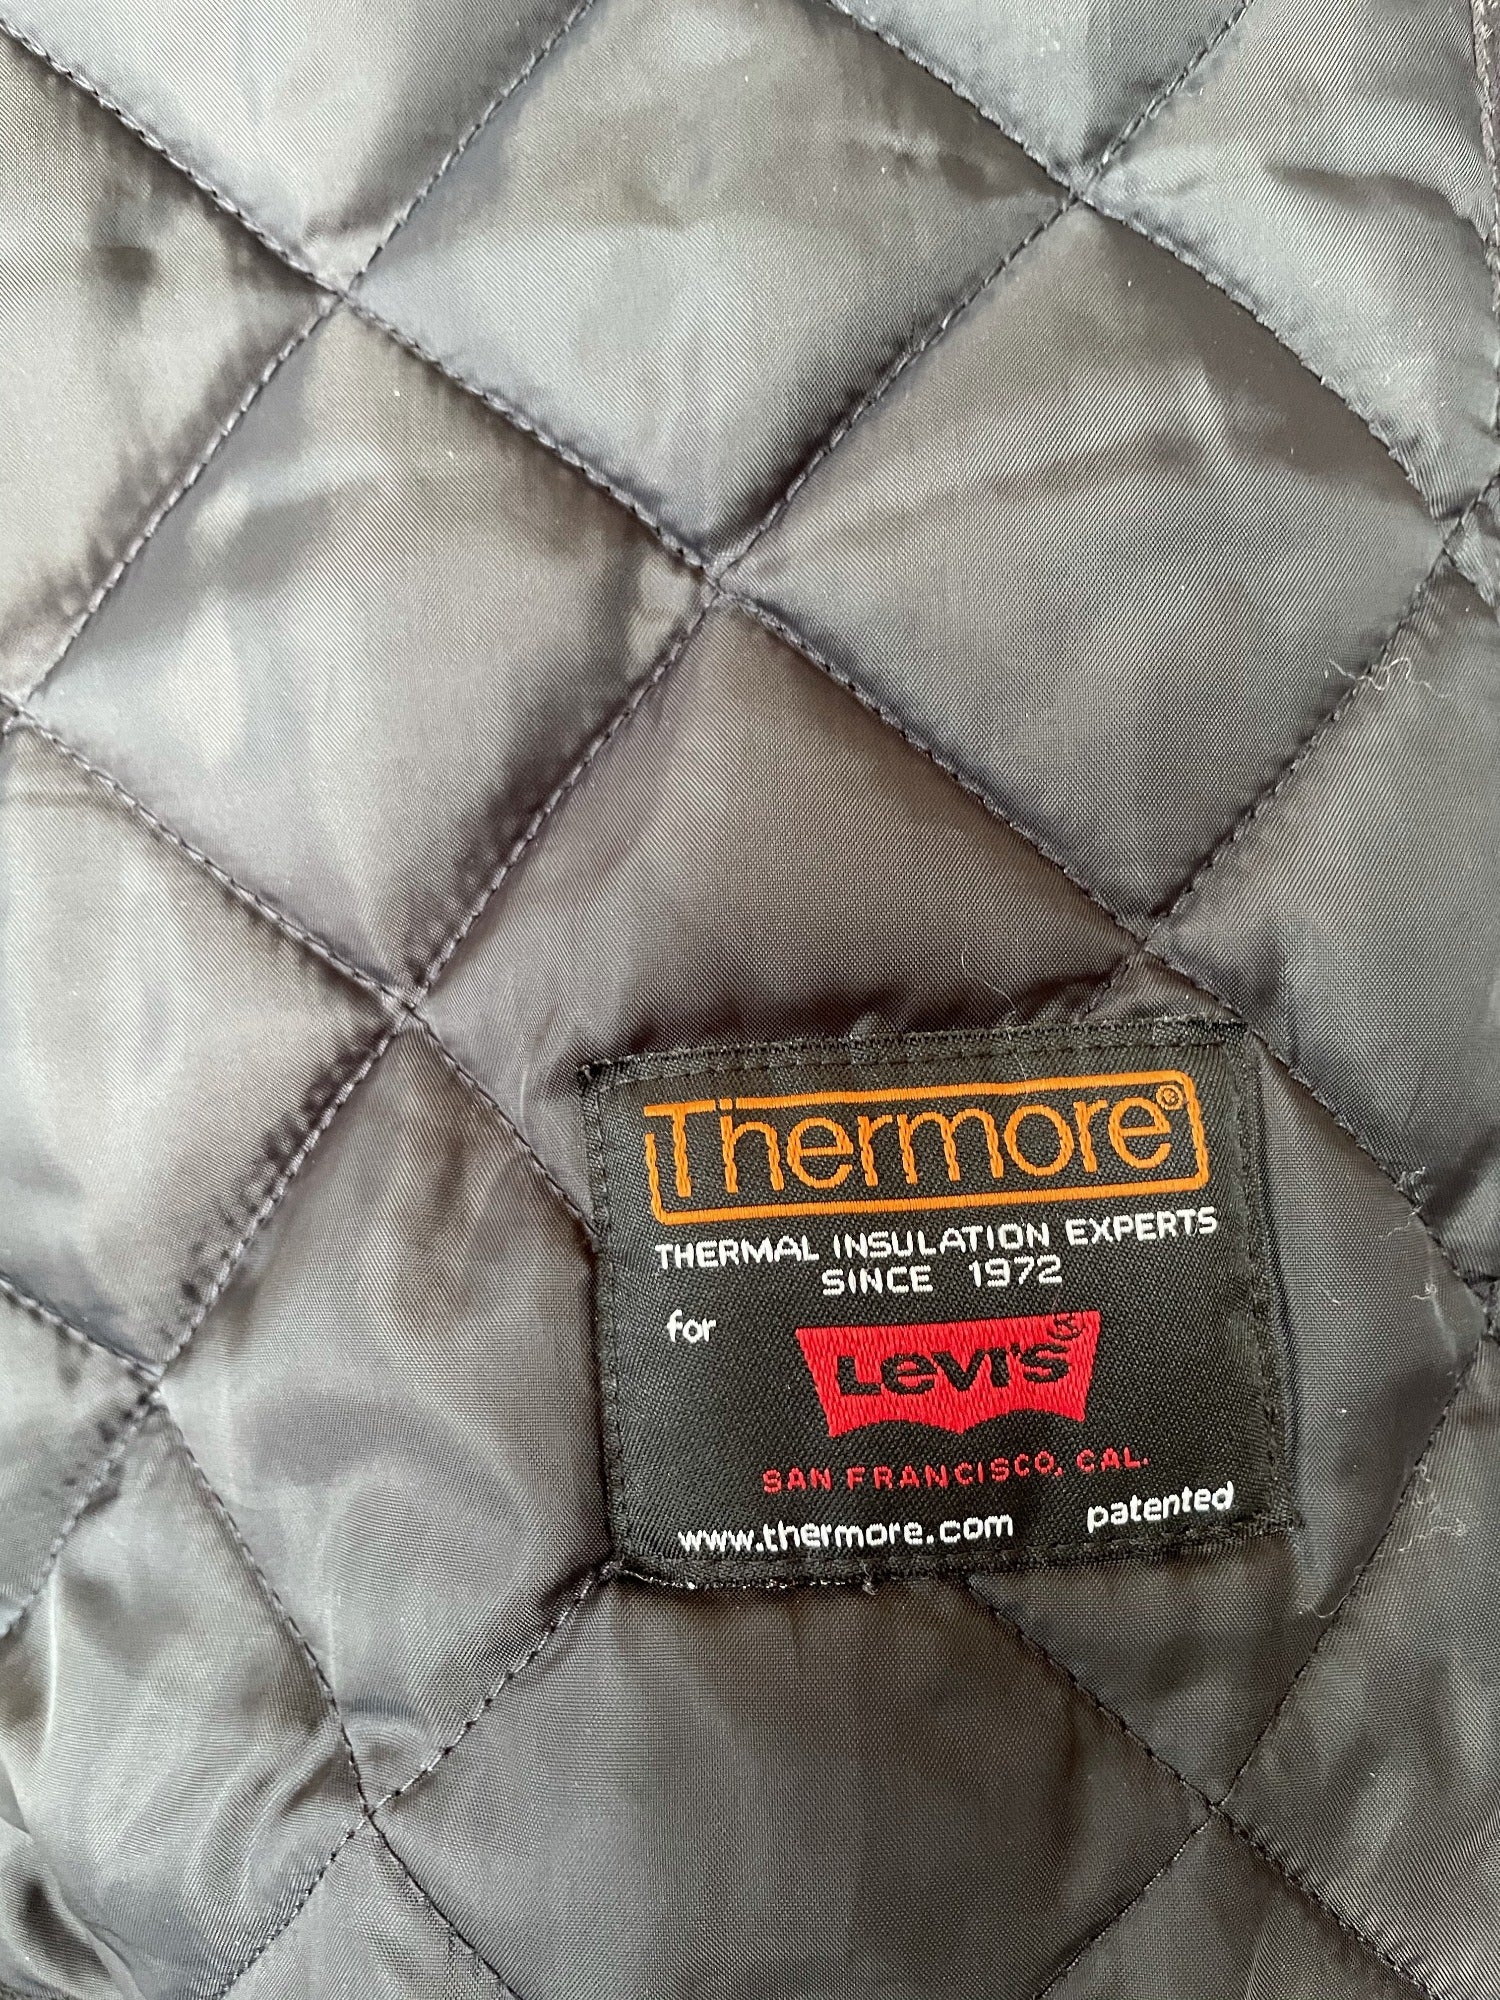 Thermore®
THERMAL INSULATION EXPERTS
SINCE 1972
for
LEVI'S®
SAN FRANCISCO, CAL.
www.thermore.com patented